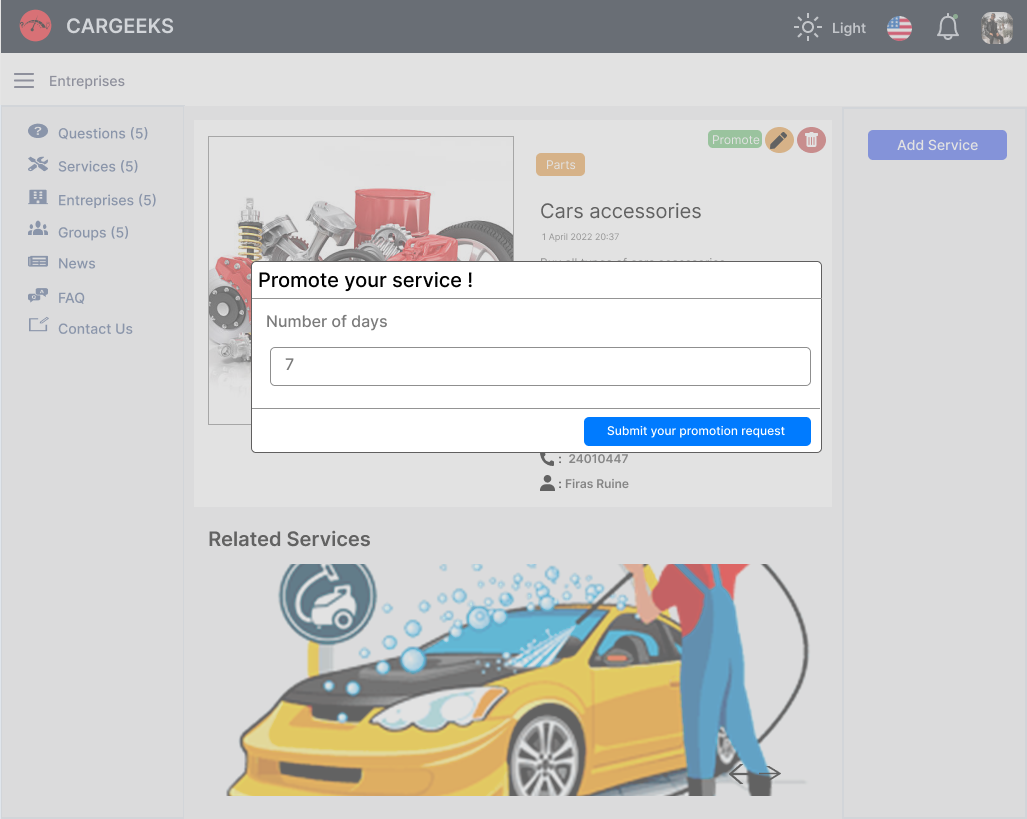 CARGEEKS
Light
Entreprises
Questions (5)
Services (5)
Entreprises (5)
Groups (5)
News
FAQ
Contact Us
Promote
Add Service
Parts
Cars accessories
1 April 2022 20:37
Promote your service !
Number of days
7
Submit your promotion request
: 24010447
: Firas Ruine
Related Services